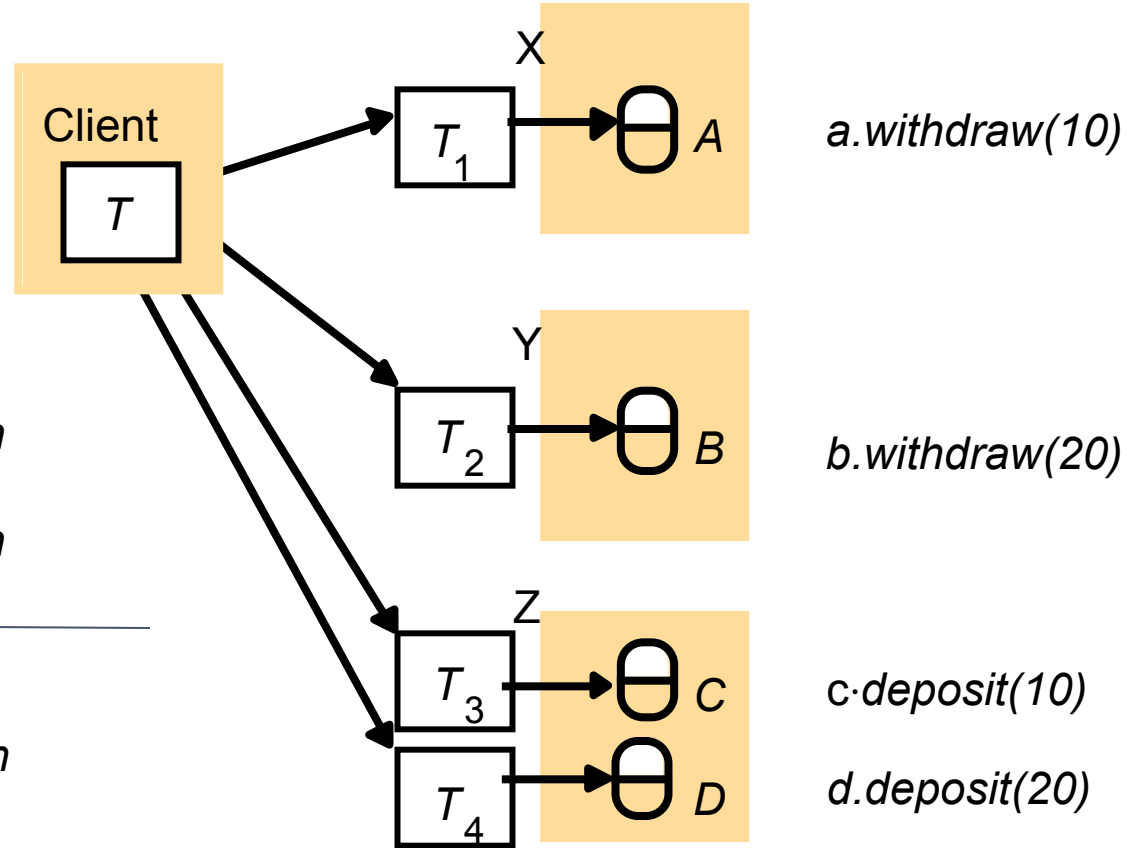 X
Client
T
T1
A
a.withdraw(10)
Y
T2
B
b.withdraw(20)
Z
T3
C
c·deposit(10)
T4
D
d.deposit(20)